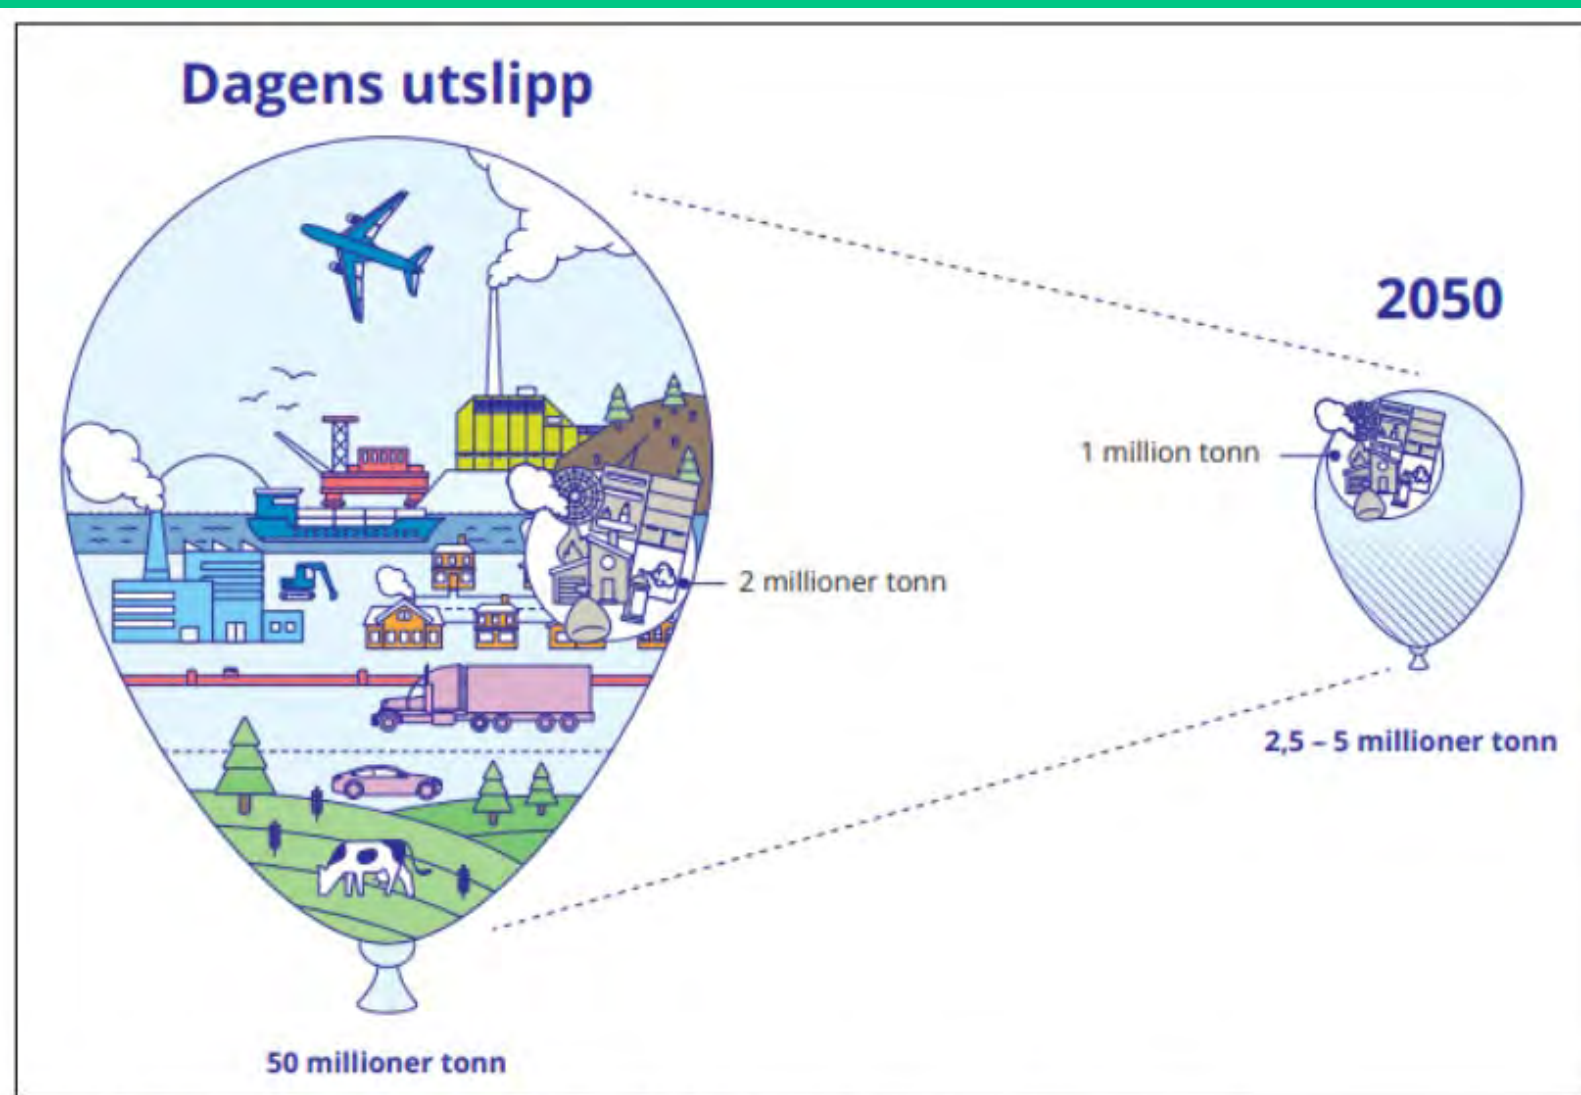 Dagens utslipp
2050
1 million tonn
2 millioner tonn
2,5 – 5 millioner tonn
50 millioner tonn